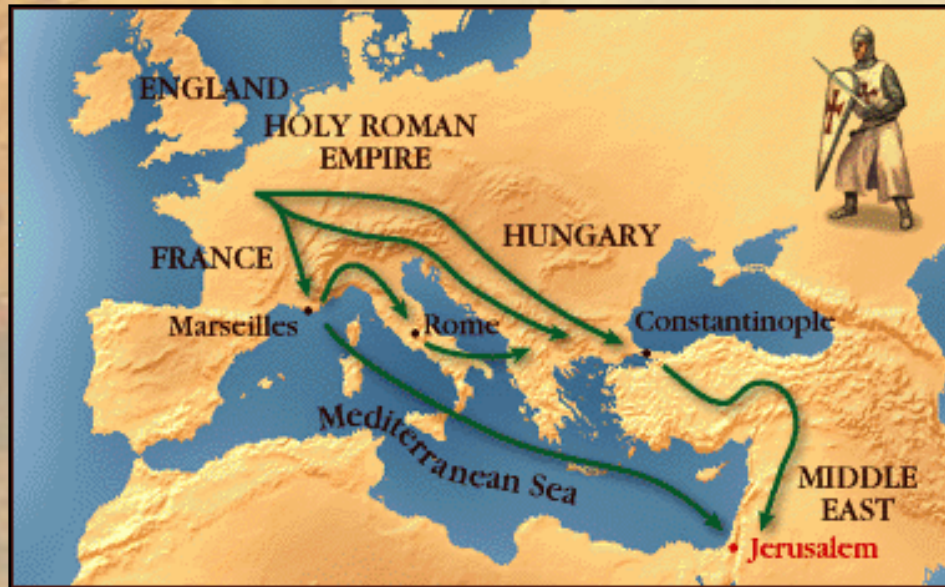 ENGLAND
HOLY ROMAN
EMPIRE
HUNGARY
FRANCE
Marseilles
Rome
Constantinople
Mediterranean Sea
MIDDLE
EAST
Jerusalem